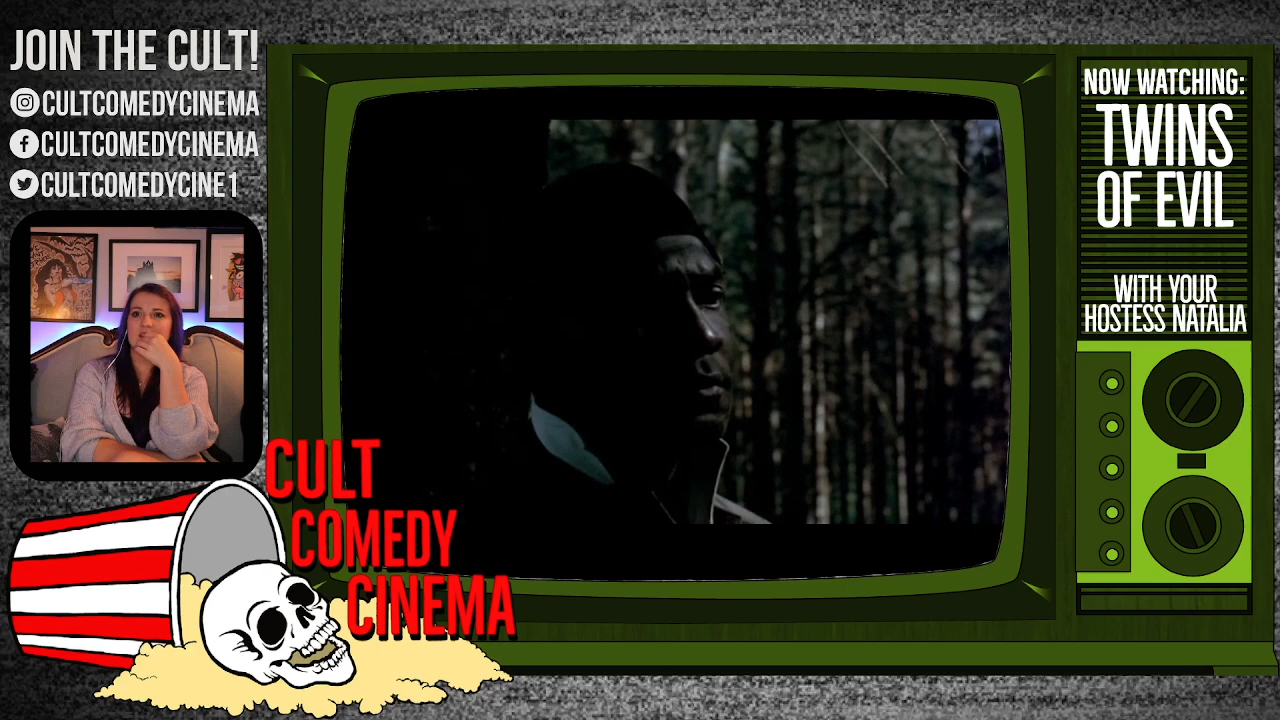 JOIN THE CULT!
CULTCOMEDYCINEMA
CULTCOMEDYCINEMA
CULTCOMEDYCINE1
CULT
COMEDY
CINEMA
NOW WATCHING:
TWINS
OF EVIL
WITH YOUR
HOSTESS NATALIA